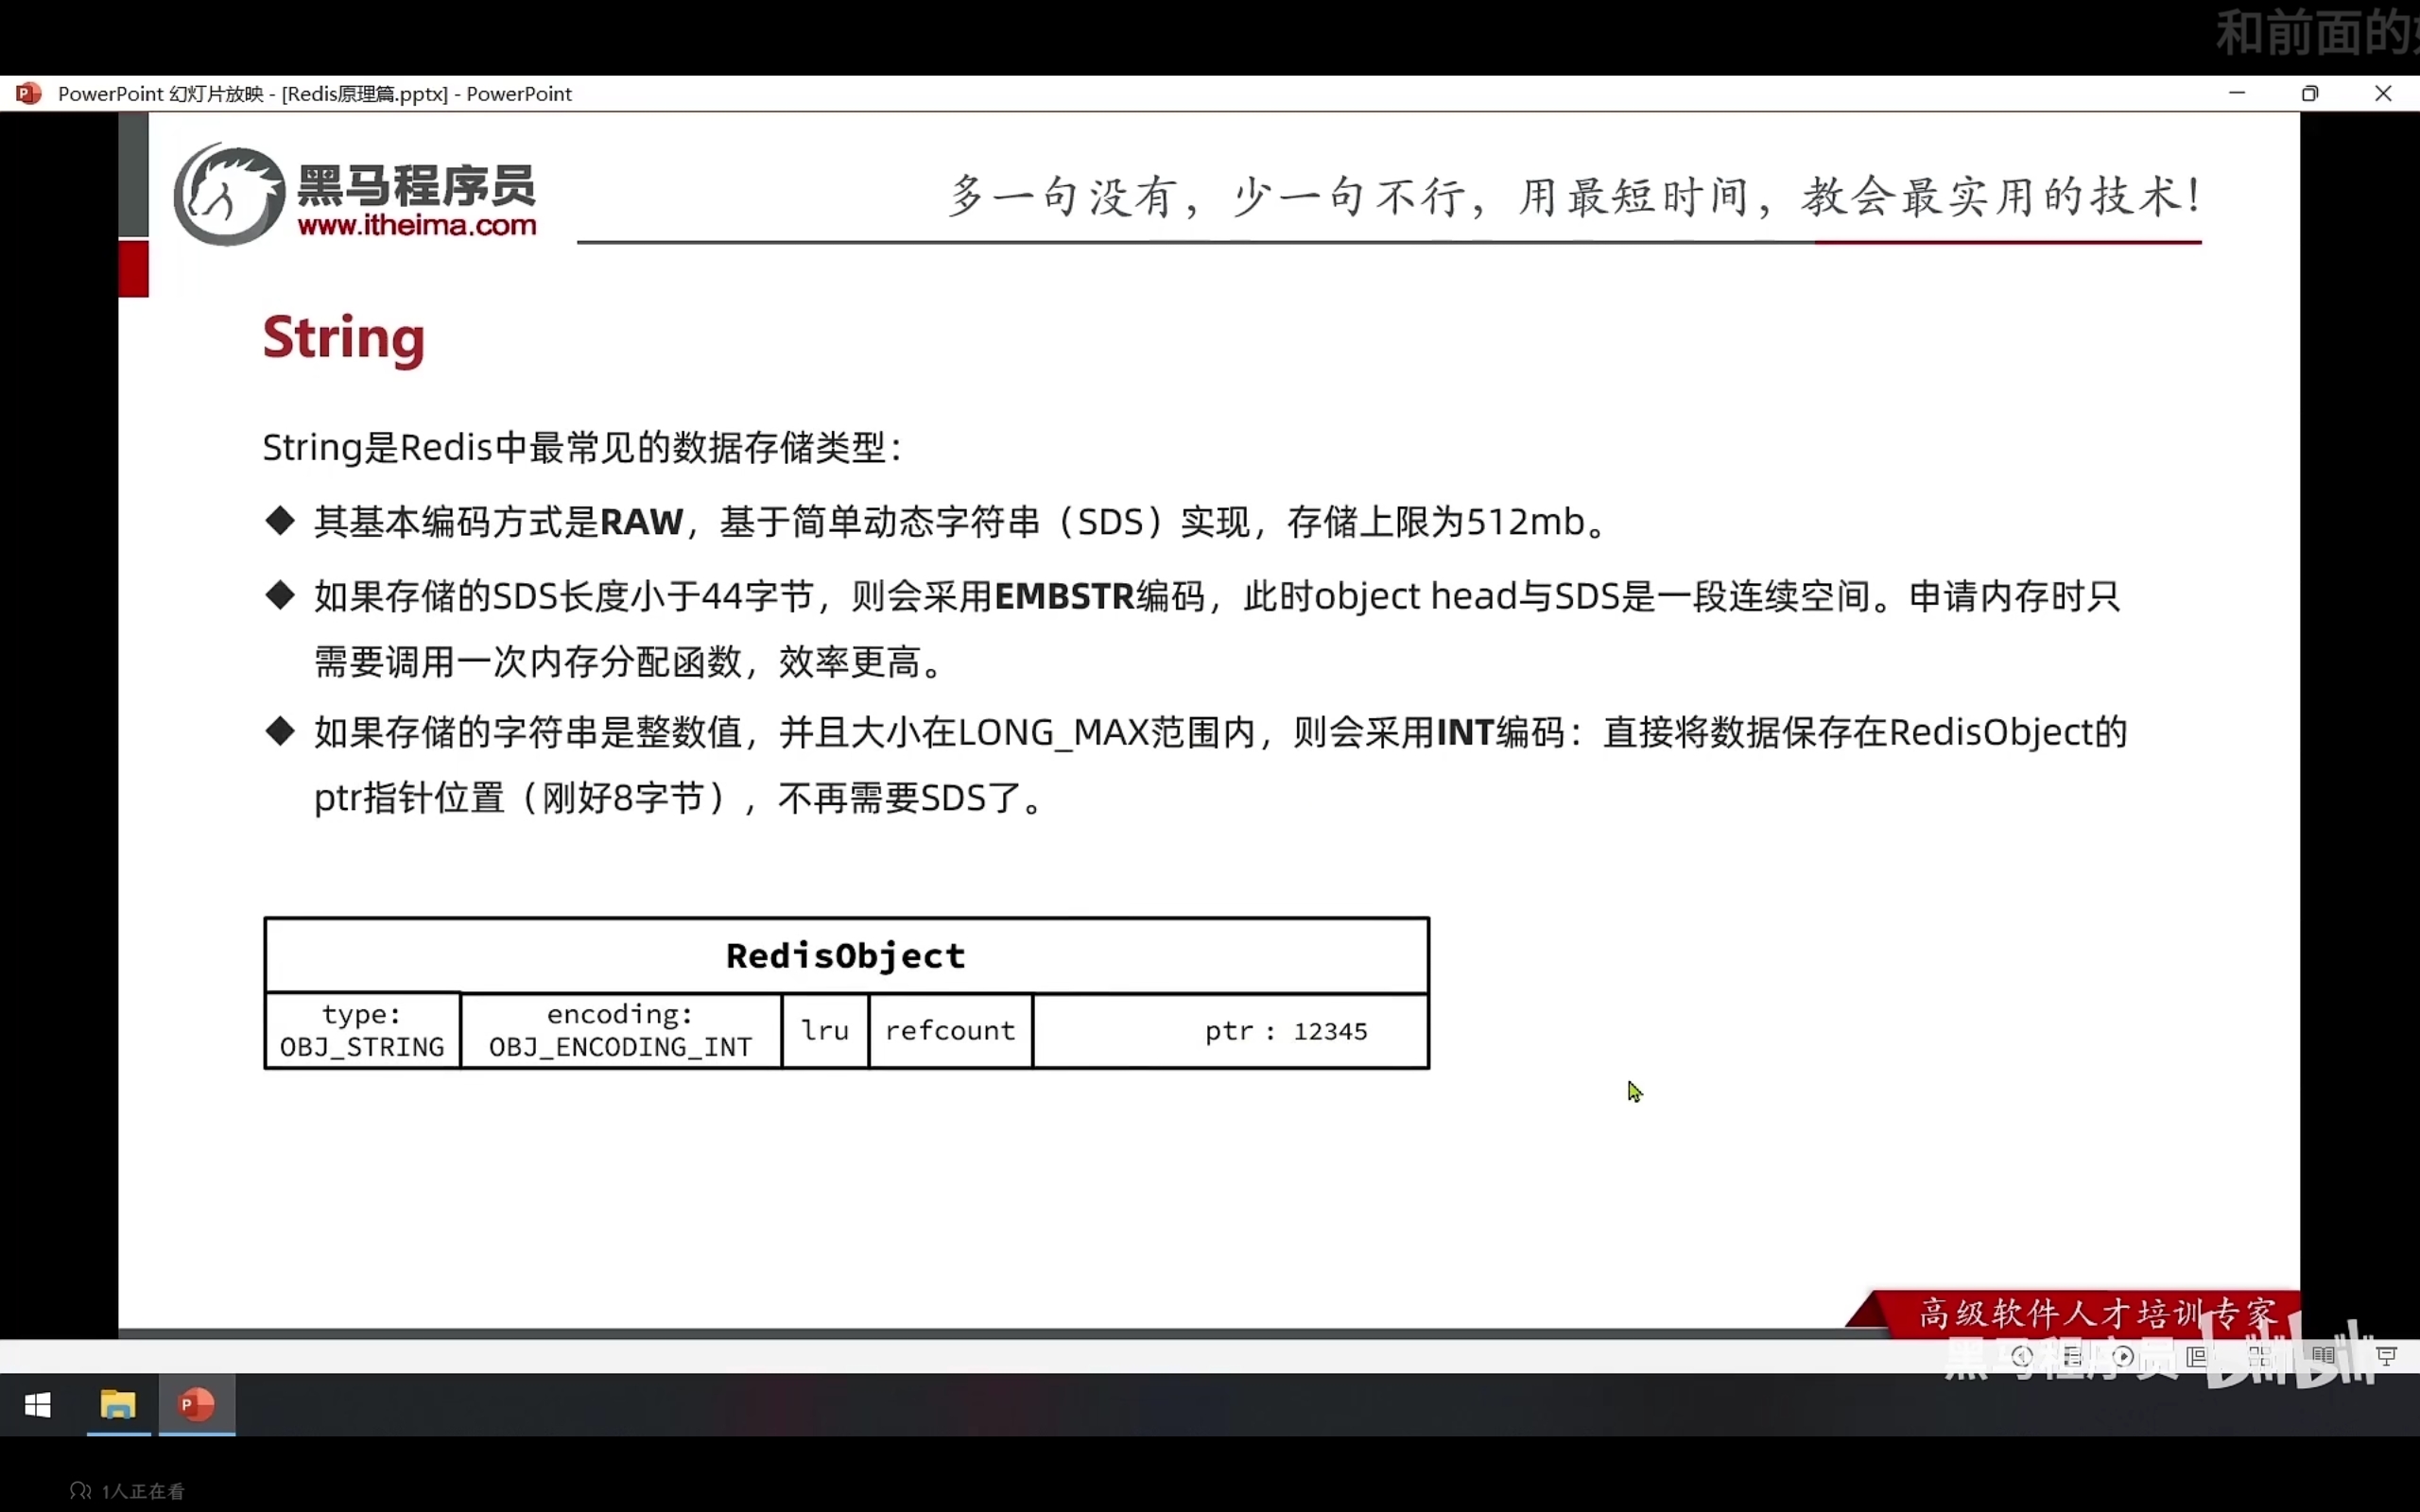 和前面的
PowerPoint 幻灯片放映 - [Redis原理篇.pptx] - PowerPoint
黑马程序员
www.itheima.com
多一句没有，少一句不行，用最短时间，教会最实用的技术！
String
String是Redis中最常见的数据存储类型：
◆ 其基本编码方式是RAW，基于简单动态字符串（SDS）实现，存储上限为512mb。
◆ 如果存储的SDS长度小于44字节，则会采用EMBSTR编码，此时object head与SDS是一段连续空间。申请内存时只
需要调用一次内存分配函数，效率更高。
◆ 如果存储的字符串是整数值，并且大小在LONG_MAX范围内，则会采用INT编码：直接将数据保存在RedisObject的
ptr指针位置（刚好8字节），不再需要SDS了。
RedisObject
type:
OBJ_STRING
encoding:
OBJ_ENCODING_INT
lru
refcount
ptr : 12345
高级软件人才培训专家
黑马程序员 bilibili
1人正在看